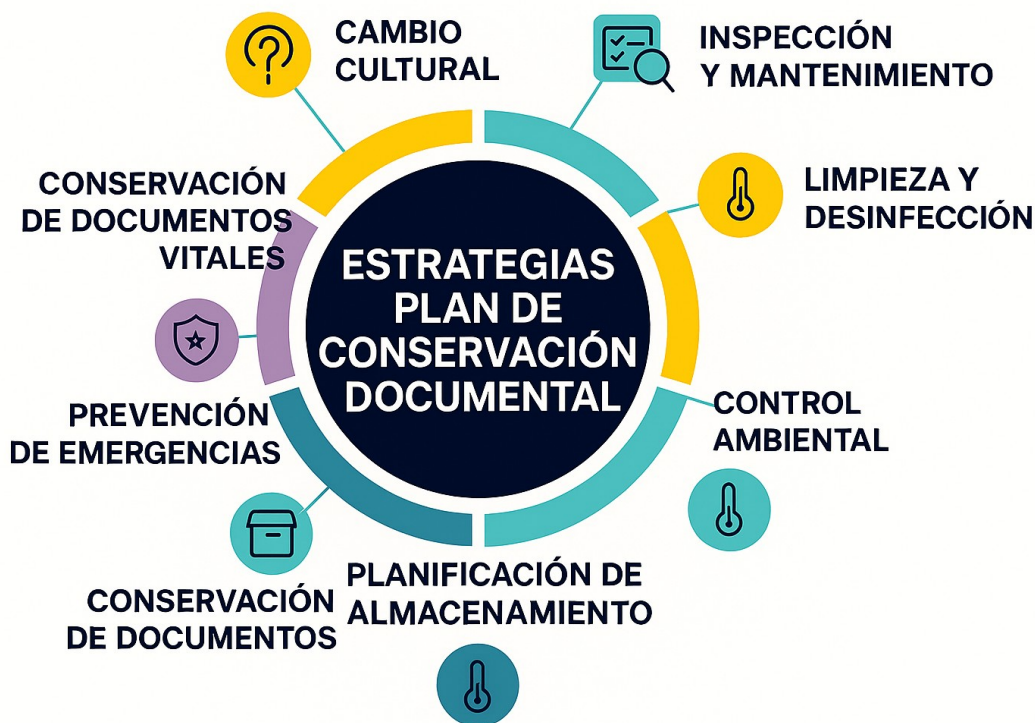 CAMBIO
CULTURAL
INSPECCIÓN
Y MANTENIMIENTO
LIMPIEZA Y
DESINFECCIÓN
CONSERVACIÓN
DE DOCUMENTOS
VITALES
ESTRATEGIAS
PLAN DE
CONSERVACIÓN
DOCUMENTAL
CONTROL
AMBIENTAL
PREVENCIÓN
DE EMERGENCIAS
PLANIFICACIÓN DE
ALMACENAMIENTO
CONSERVACIÓN
DE DOCUMENTOS